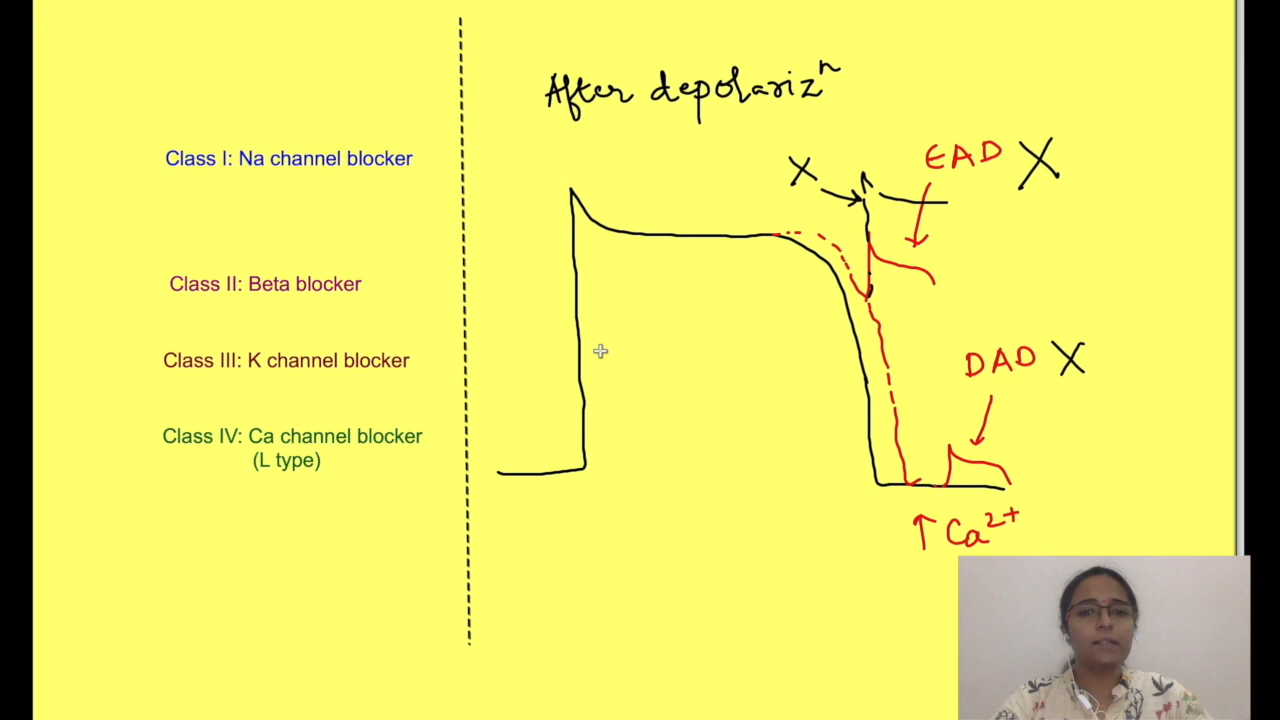 After depolarizⁿ
Class I: Na channel blocker
Class II: Beta blocker
Class III: K channel blocker
Class IV: Ca channel blocker
(L type)
X
EAD X
DAD X
↑ Ca²⁺